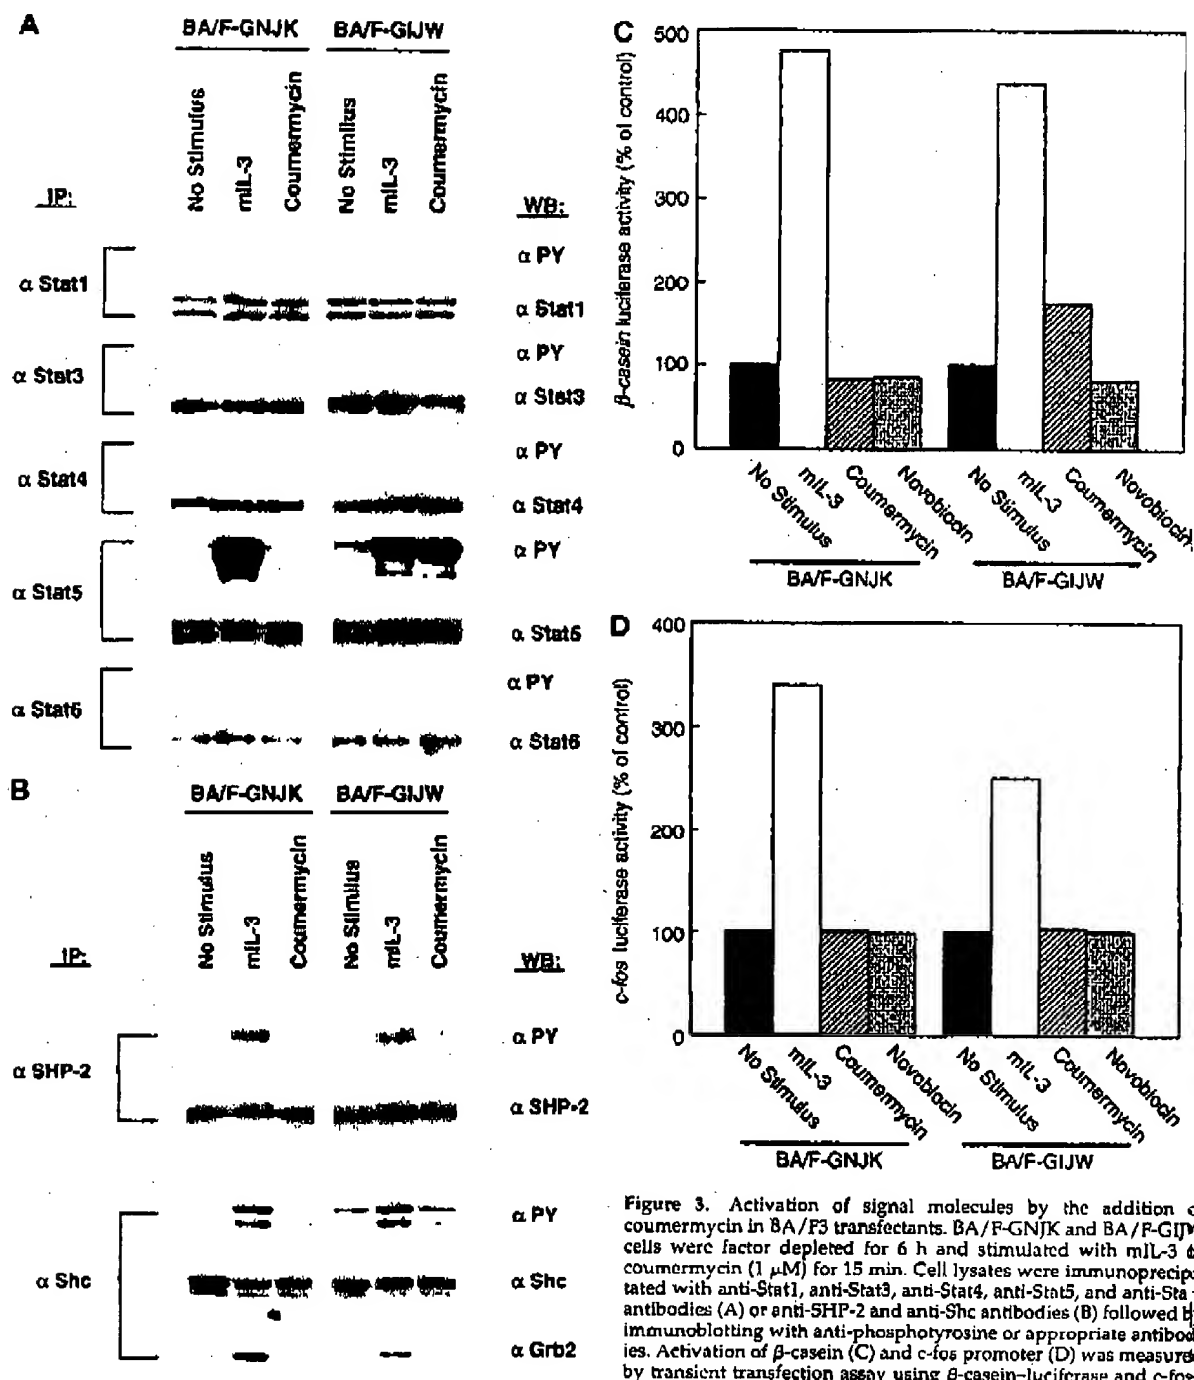 A
BA/F-GNJK BA/F-GIJW
No Stimulus mIL-3 Coumermycin No Stimulus mIL-3 Coumermycin
IP: WB:
α Stat1 α PY
α Stat1
α Stat3 α PY
α Stat3
α Stat4 α PY
α Stat4
α Stat5 α PY
α Stat5
α Stat6 α PY
α Stat6
B
BA/F-GNJK BA/F-GIJW
No Stimulus mIL-3 Coumermycin No Stimulus mIL-3 Coumermycin
IP: WB:
α PY
α SHP-2
α SHP-2
α PY
α Shc α Shc
α Grb2
C
β-casein luciferase activity (% of control)
500
400
300
200
100
0
No Stimulus mIL-3 Coumermycin Novobiocin No Stimulus mIL-3 Coumermycin Novobiocin
BA/F-GNJK BA/F-GIJW
D
c-fos luciferase activity (% of control)
400
300
200
100
0
No Stimulus mIL-3 Coumermycin Novobiocin No Stimulus mIL-3 Coumermycin Novobiocin
BA/F-GNJK BA/F-GIJW
Figure 3. Activation of signal molecules by the addition
coumermycin in BA/F3 transfectants. BA/F-GNJK and BA/F-GIJW
cells were factor depleted for 6 h and stimulated with mIL-3
coumermycin (1 μM) for 15 min. Cell lysates were immunoprecipi-
tated with anti-Stat1, anti-Stat3, anti-Stat4, anti-Stat5, and
antibodies (A) or anti-SHP-2 and anti-Shc antibodies (B) followed
immunoblotting with anti-phosphotyrosine or appropriate antibod-
ies. Activation of β-casein (C) and c-fos promoter (D) was measured
by transient transfection assay using β-casein–luciferase and c-fos